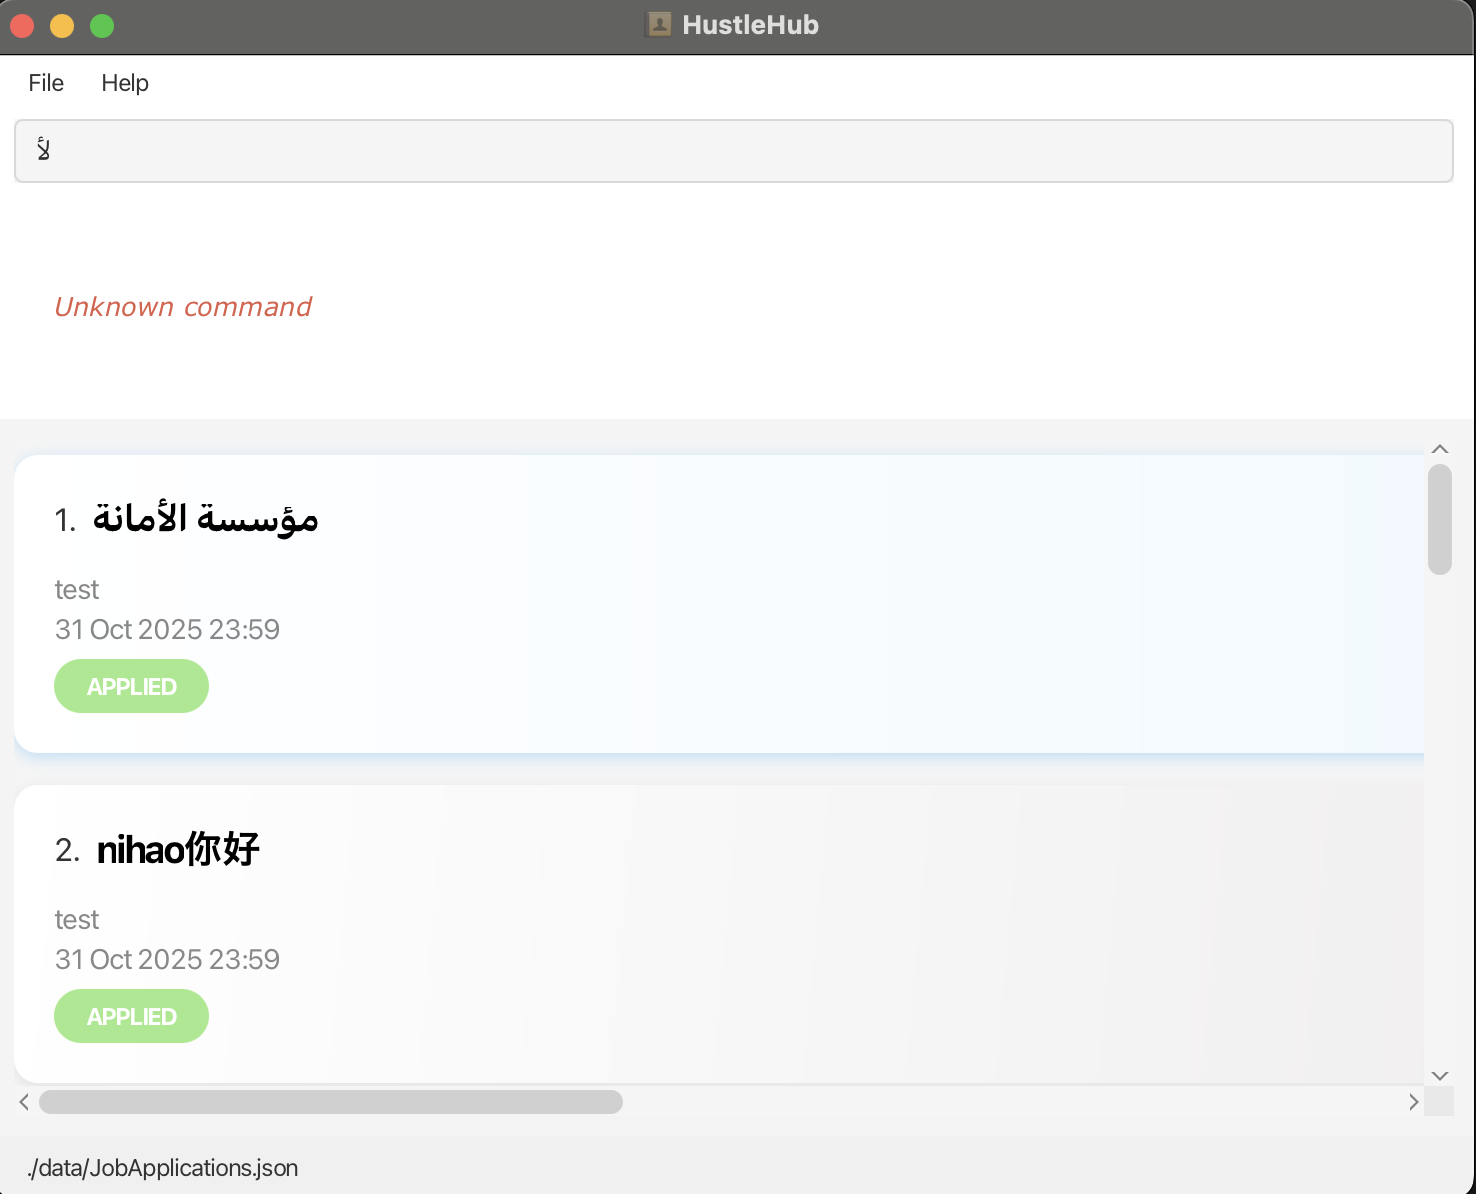 HustleHub
File Help
لأ
Unknown command
1. مؤسسة الأمانة
test
31 Oct 2025 23:59
APPLIED
2. nihao你好
test
31 Oct 2025 23:59
APPLIED
./data/JobApplications.json